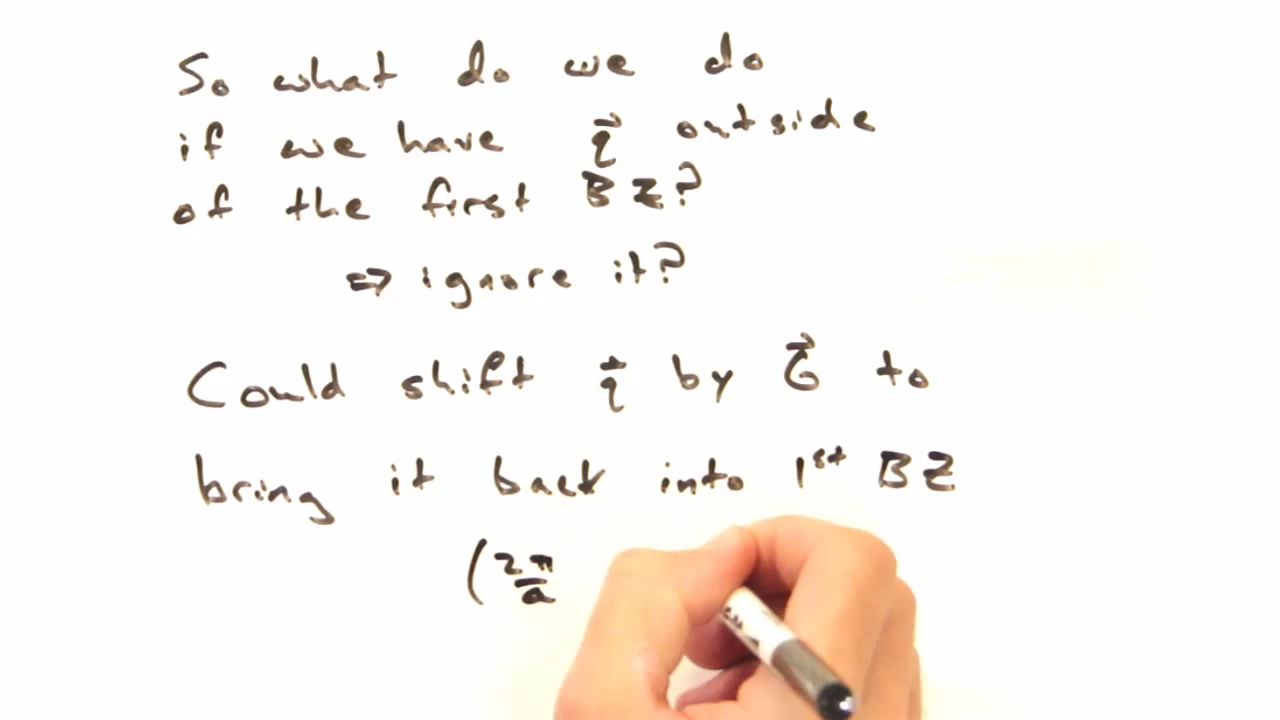 So what do we do
if we have q⃗ outside
of the first BZ?
⇒ ignore it?
Could shift q⃗ by G⃗ to
bring it back into 1st BZ
(2π/a